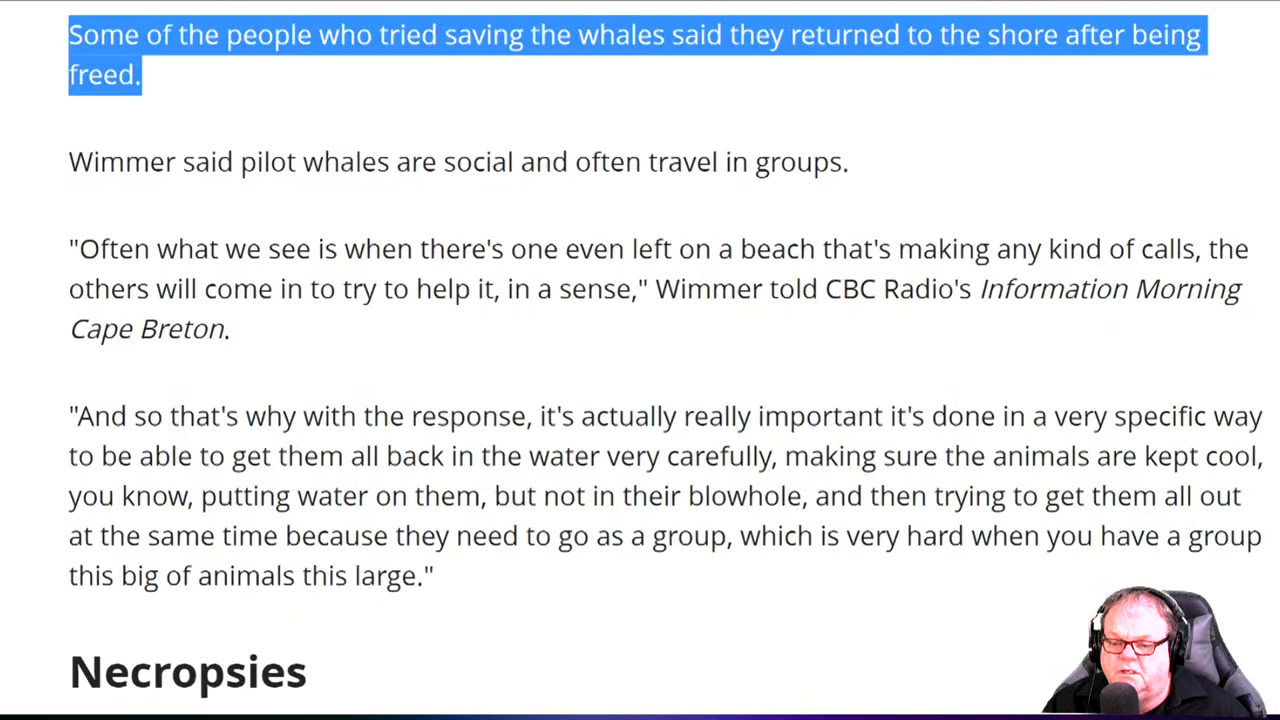 Some of the people who tried saving the whales said they returned to the shore after being
freed.
Wimmer said pilot whales are social and often travel in groups.
"Often what we see is when there's one even left on a beach that's making any kind of calls, the
others will come in to try to help it, in a sense," Wimmer told CBC Radio's Information Morning
Cape Breton.
"And so that's why with the response, it's actually really important it's done in a very specific way
to be able to get them all back in the water very carefully, making sure the animals are kept cool,
you know, putting water on them, but not in their blowhole, and then trying to get them all out
at the same time because they need to go as a group, which is very hard when you have a group
this big of animals this large."
Necropsies